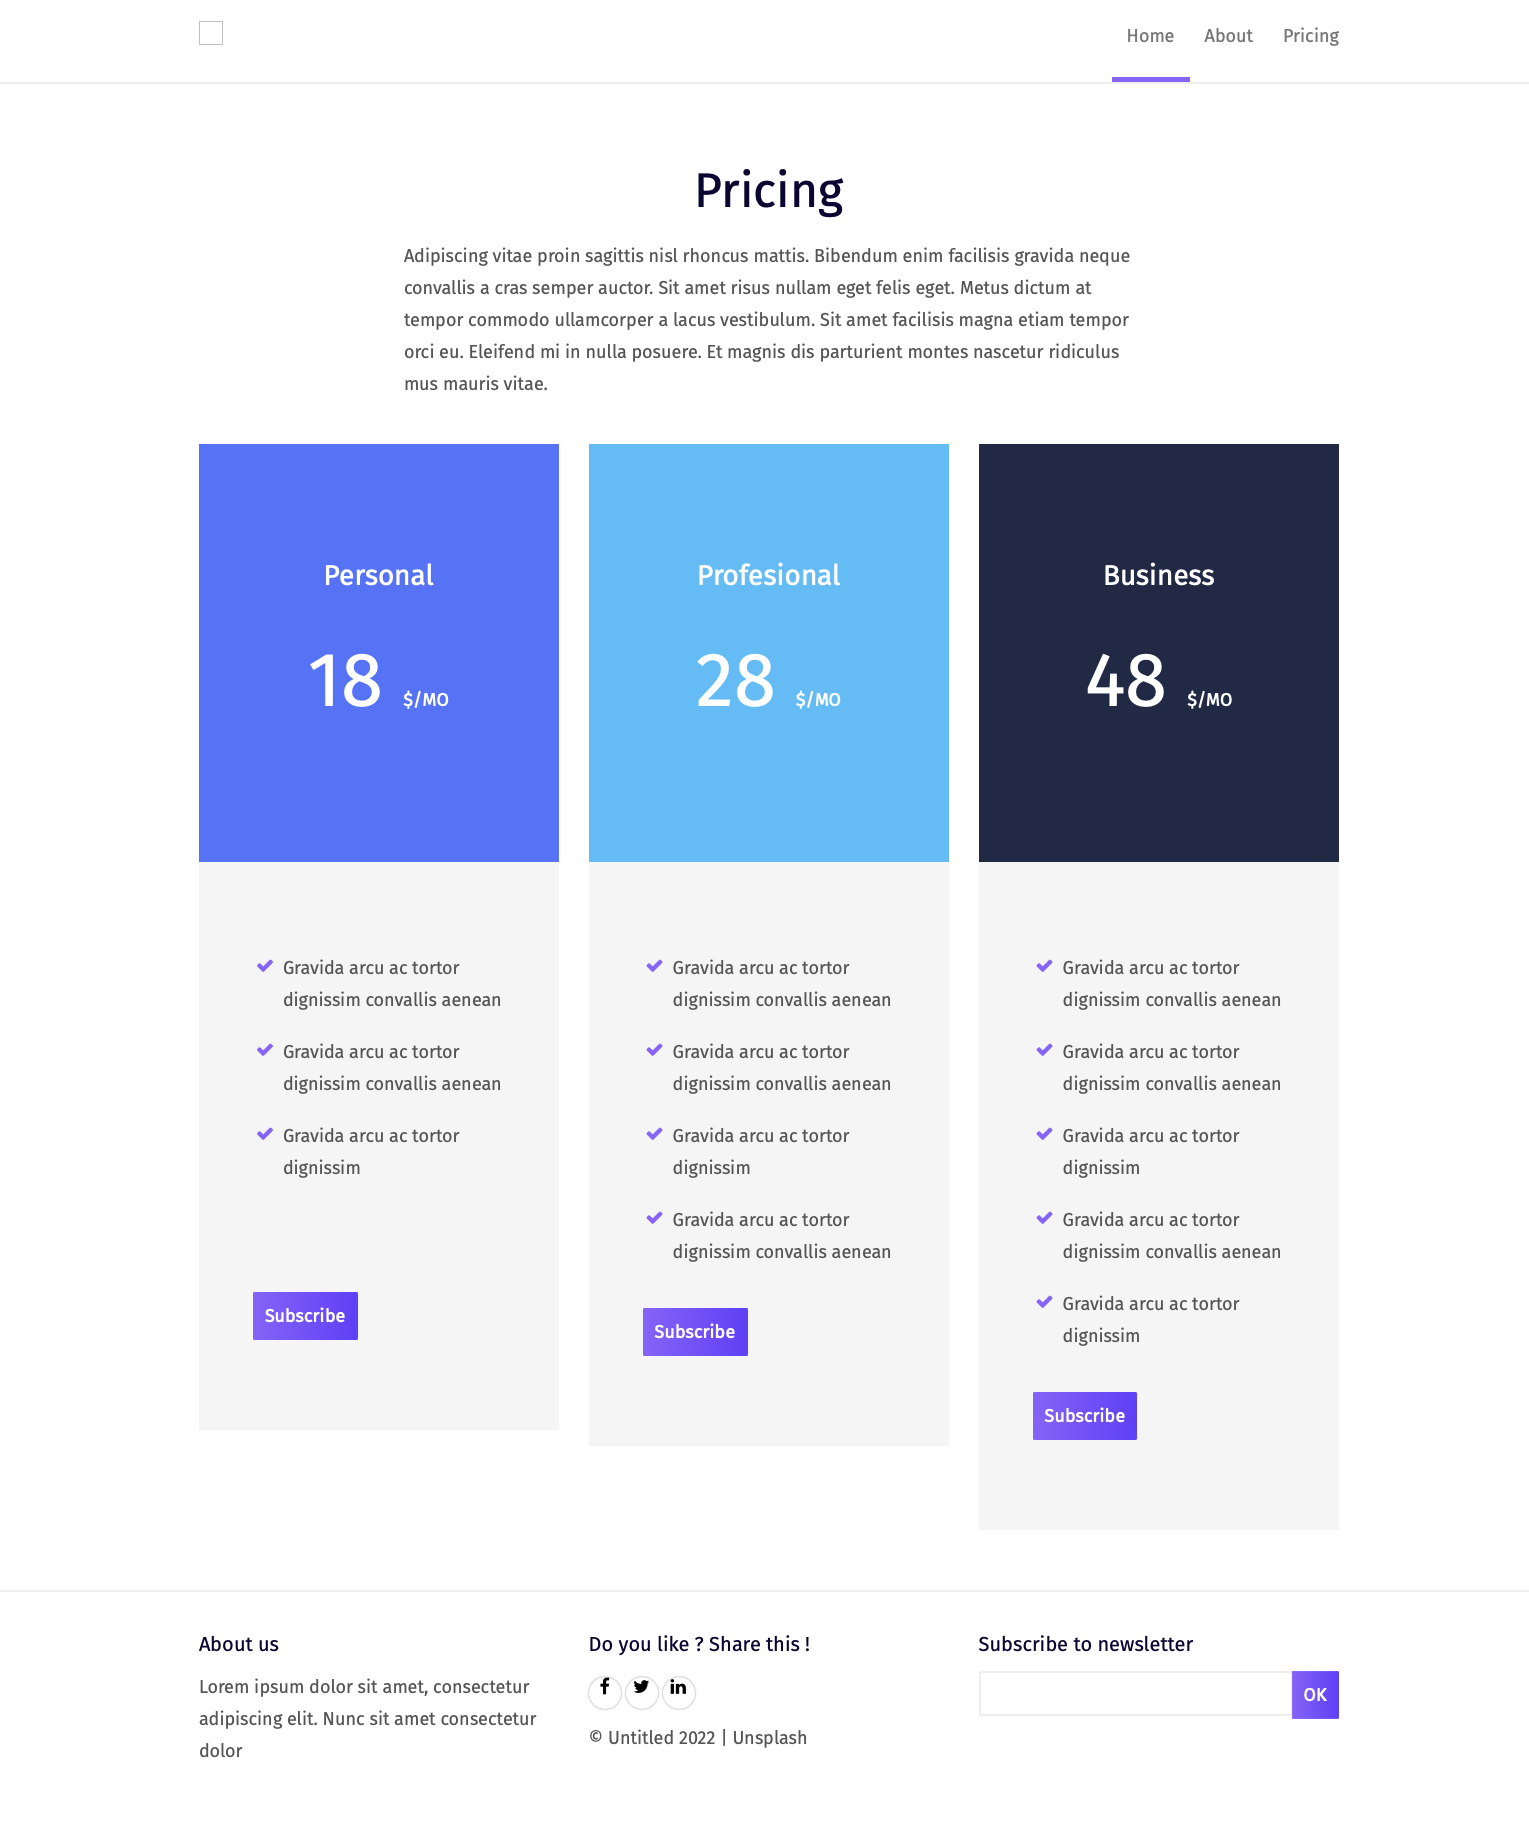 Home About Pricing
Pricing
Adipiscing vitae proin sagittis nisl rhoncus mattis. Bibendum enim facilisis gravida neque
convallis a cras semper auctor. Sit amet risus nullam eget felis eget. Metus dictum at
tempor commodo ullamcorper a lacus vestibulum. Sit amet facilisis magna etiam tempor
orci eu. Eleifend mi in nulla posuere. Et magnis dis parturient montes nascetur ridiculus
mus mauris vitae.
Personal
18 $/MO
Gravida arcu ac tortor
dignissim convallis aenean
Gravida arcu ac tortor
dignissim convallis aenean
Gravida arcu ac tortor
dignissim
Subscribe
Profesional
28 $/MO
Gravida arcu ac tortor
dignissim convallis aenean
Gravida arcu ac tortor
dignissim convallis aenean
Gravida arcu ac tortor
dignissim
Gravida arcu ac tortor
dignissim convallis aenean
Subscribe
Business
48 $/MO
Gravida arcu ac tortor
dignissim convallis aenean
Gravida arcu ac tortor
dignissim convallis aenean
Gravida arcu ac tortor
dignissim
Gravida arcu ac tortor
dignissim convallis aenean
Gravida arcu ac tortor
dignissim
Subscribe
About us
Lorem ipsum dolor sit amet, consectetur
adipiscing elit. Nunc sit amet consectetur
dolor
Do you like ? Share this !
© Untitled 2022 | Unsplash
Subscribe to newsletter
OK